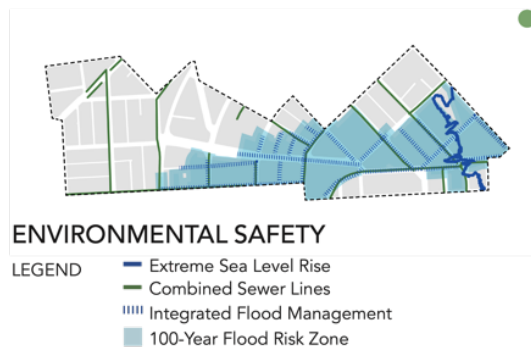 ENVIRONMENTAL SAFETY
LEGEND
Extreme Sea Level Rise
Combined Sewer Lines
Integrated Flood Management
100-Year Flood Risk Zone